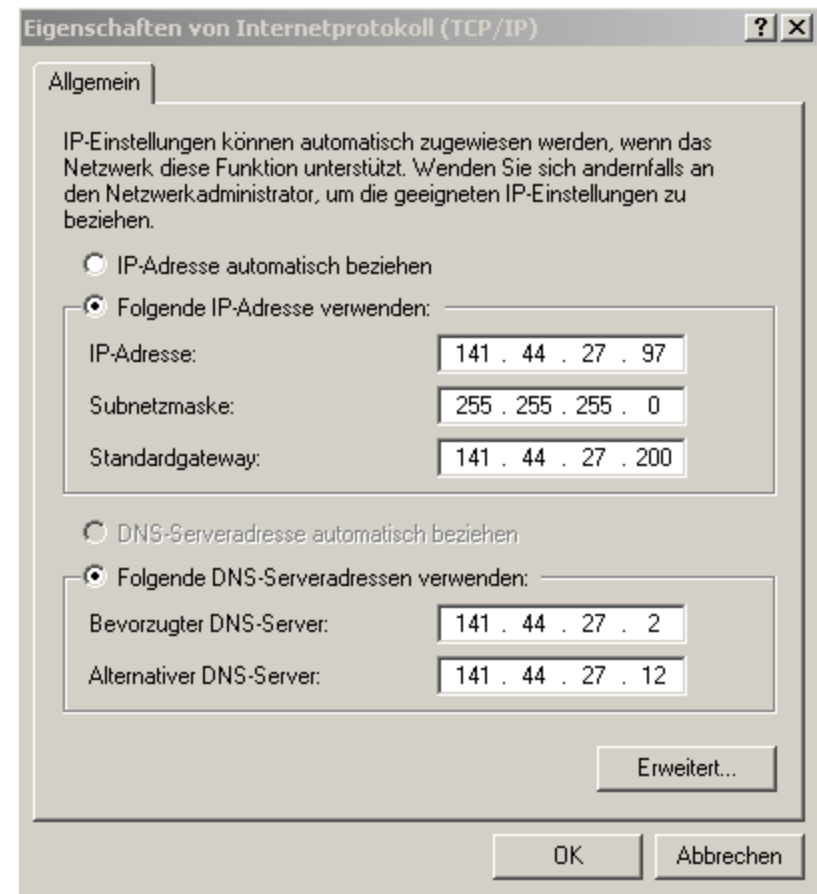 Eigenschaften von Internetprotokoll (TCP/IP)
Allgemein
IP-Einstellungen können automatisch zugewiesen werden, wenn das
Netzwerk diese Funktion unterstützt. Wenden Sie sich andernfalls an
den Netzwerkadministrator, um die geeigneten IP-Einstellungen zu
beziehen.
IP-Adresse automatisch beziehen
Folgende IP-Adresse verwenden:
IP-Adresse: 141 . 44 . 27 . 97
Subnetzmaske: 255 . 255 . 255 . 0
Standardgateway: 141 . 44 . 27 . 200
DNS-Serveradresse automatisch beziehen
Folgende DNS-Serveradressen verwenden:
Bevorzugter DNS-Server: 141 . 44 . 27 . 2
Alternativer DNS-Server: 141 . 44 . 27 . 12
Erweitert...
OK Abbrechen